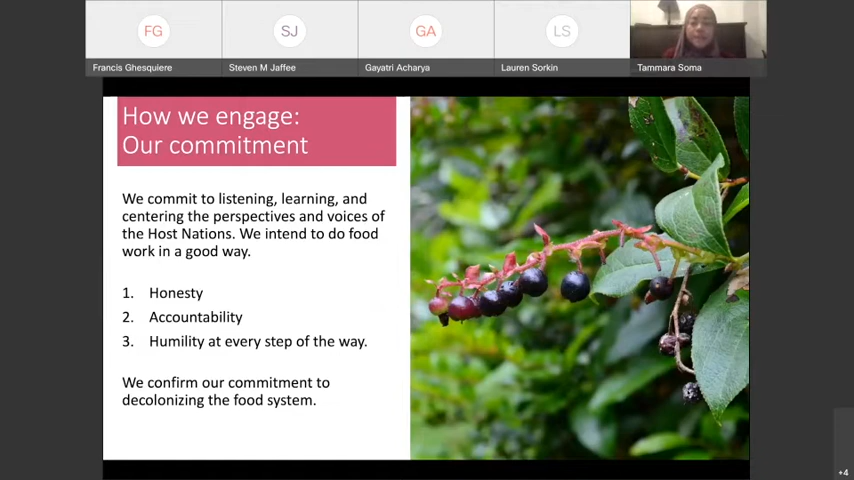 FG
SJ
GA
LS
Francis Ghesquiere
Steven M Jaffee
Gayatri Acharya
Lauren Sorkin
Tammara Soma
How we engage:
Our commitment
We commit to listening, learning, and
centering the perspectives and voices of
the Host Nations. We intend to do food
work in a good way.
1. Honesty
2. Accountability
3. Humility at every step of the way.
We confirm our commitment to
decolonizing the food system.
+4